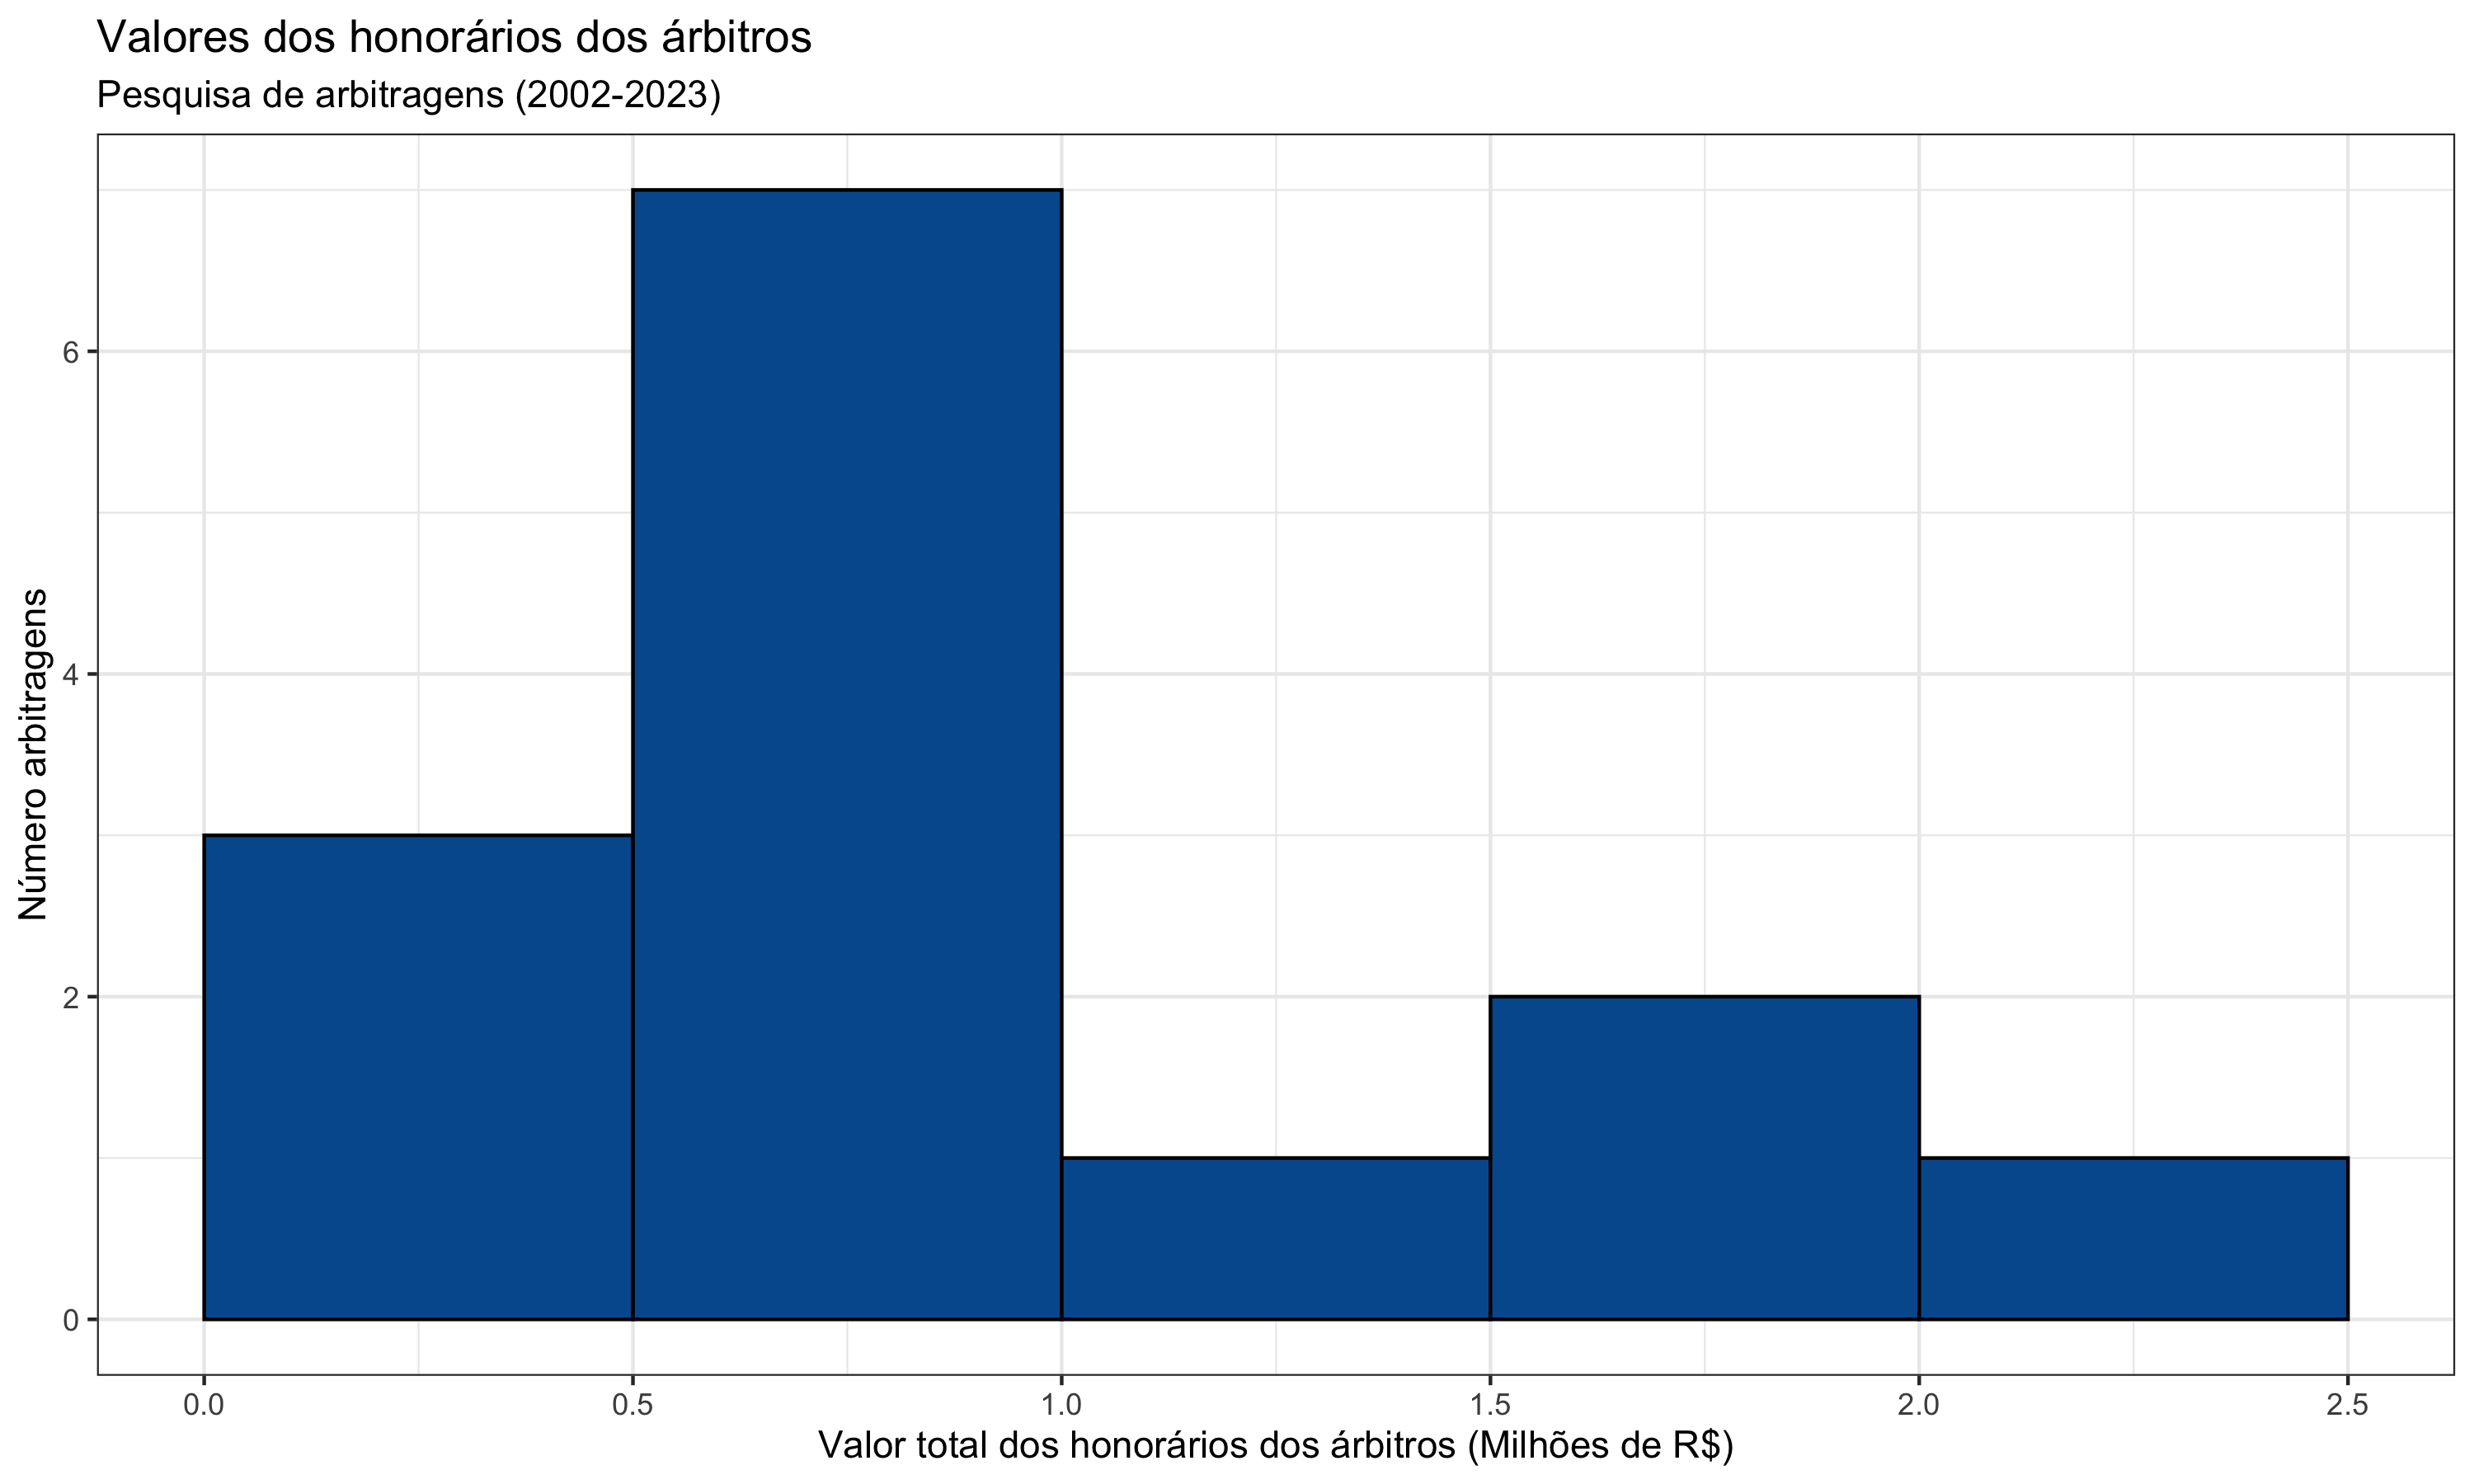 Valores dos honorários dos árbitros
Pesquisa de arbitragens (2002-2023)
Número arbitragens
6
4
2
0
0.0 0.5 1.0 1.5 2.0 2.5
Valor total dos honorários dos árbitros (Milhões de R$)